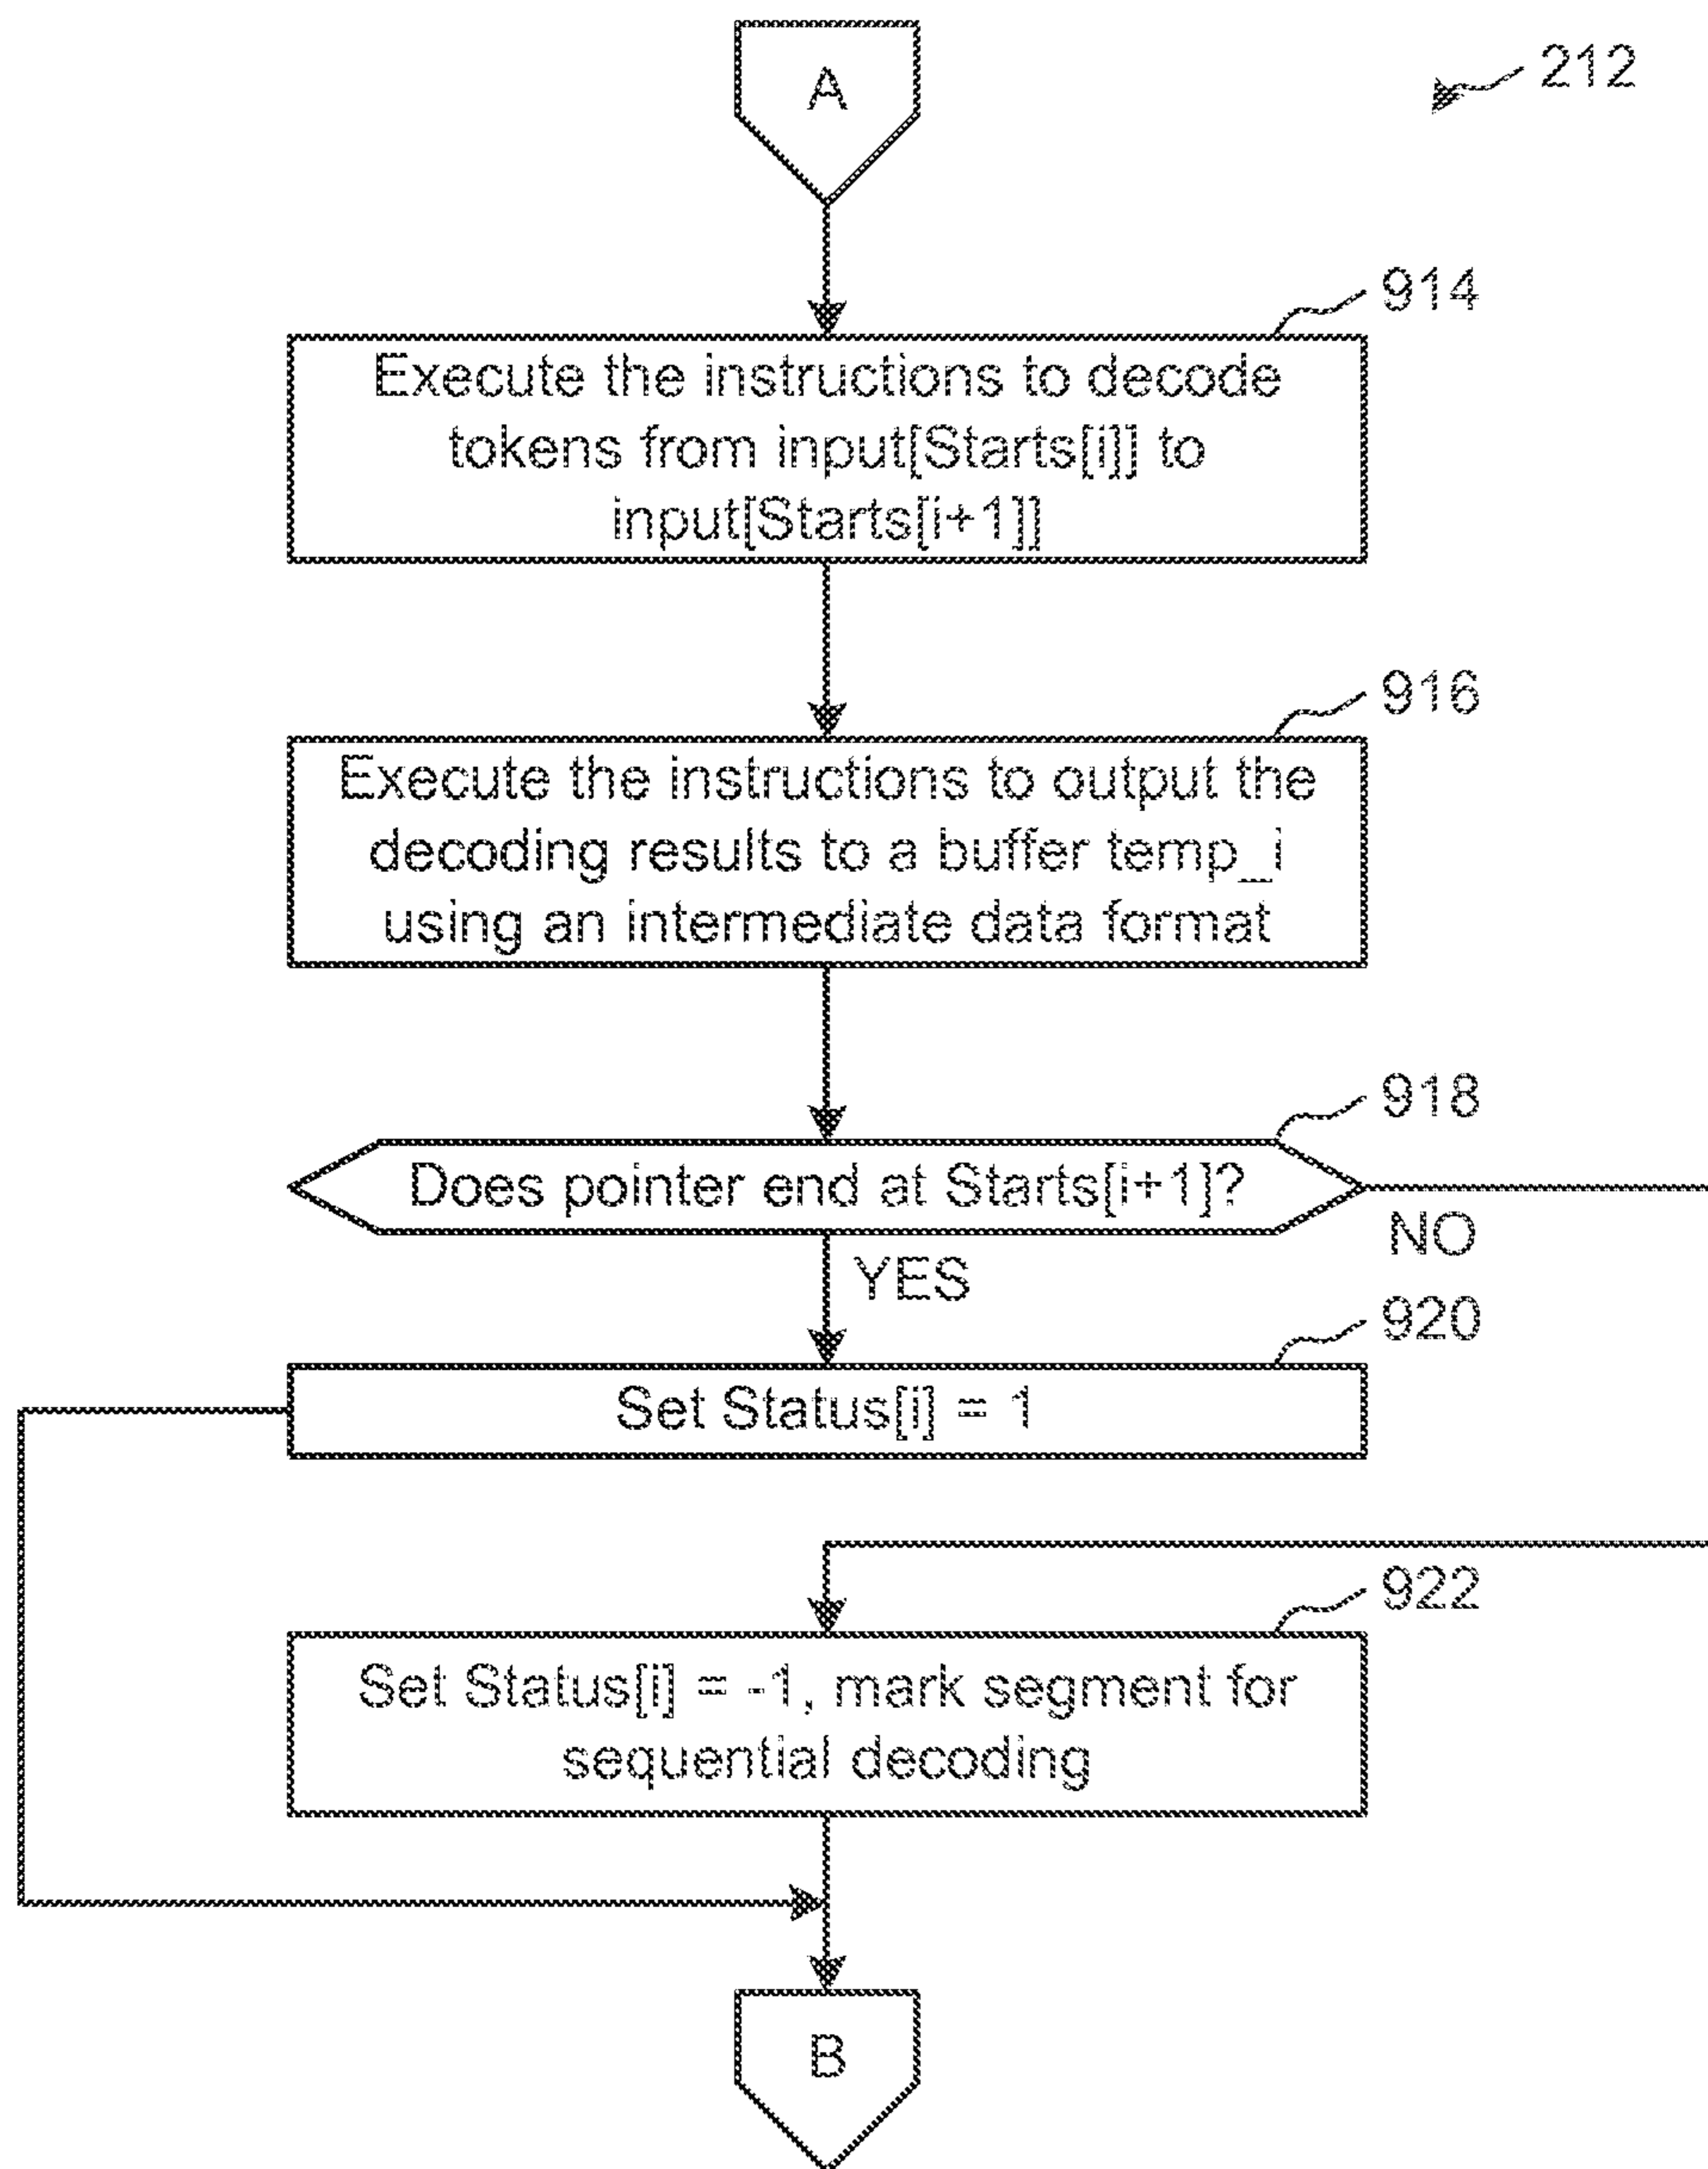 A
212
914
Execute the instructions to decode
tokens from input[Starts[i]] to
input[Starts[i+1]]
916
Execute the instructions to output the
decoding results to a buffer temp_i
using an intermediate data format
918
Does pointer end at Starts[i+1]?
NO
YES
920
Set Status[i] = 1
922
Set Status[i] = -1, mark segment for
sequential decoding
B